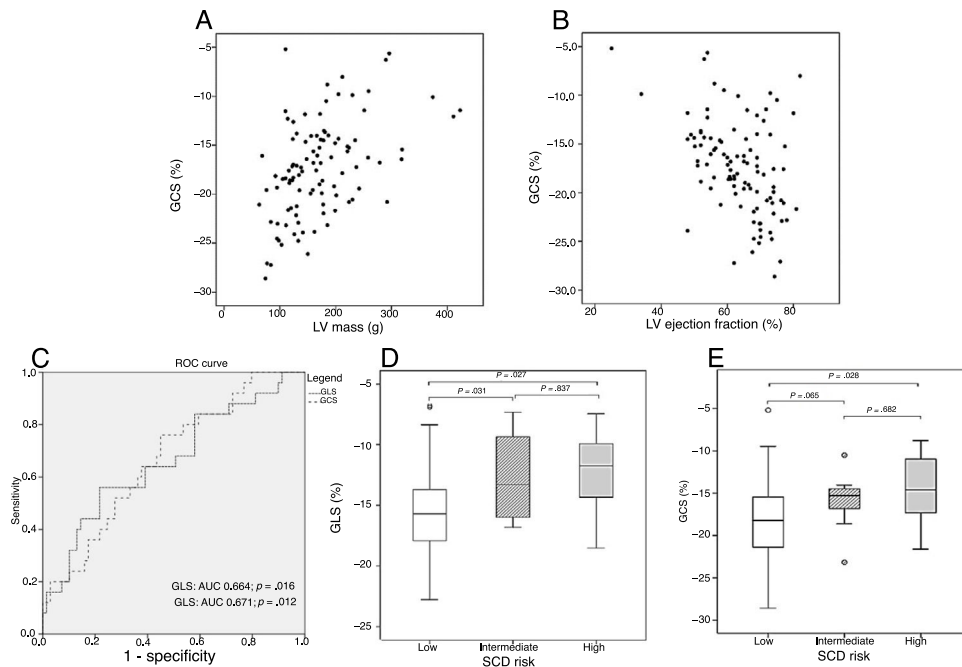 A
−5
−10
−15
−20
−25
−30
GCS (%)
0 100 200 300 400
LV mass (g)
B
−5.0
−10.0
−15.0
−20.0
−25.0
−30.0
GCS (%)
20 40 60 80
LV ejection fraction (%)
C
ROC curve
Legend
GLS
GCS
1.0
0.8
0.6
0.4
0.2
0.0
Sensitivity
GLS: AUC 0.664; p = .016
GLS: AUC 0.671; p = .012
0.0 0.2 0.4 0.6 0.8 1.0
1 - specificity
D
P = .027
P = .031
P = .837
−5
−10
−15
−20
−25
GLS (%)
Low Intermediate High
SCD risk
E
P = .028
P = .065
P = .682
−5
−10
−15
−20
−25
−30
GCS (%)
Low Intermediate High
SCD risk